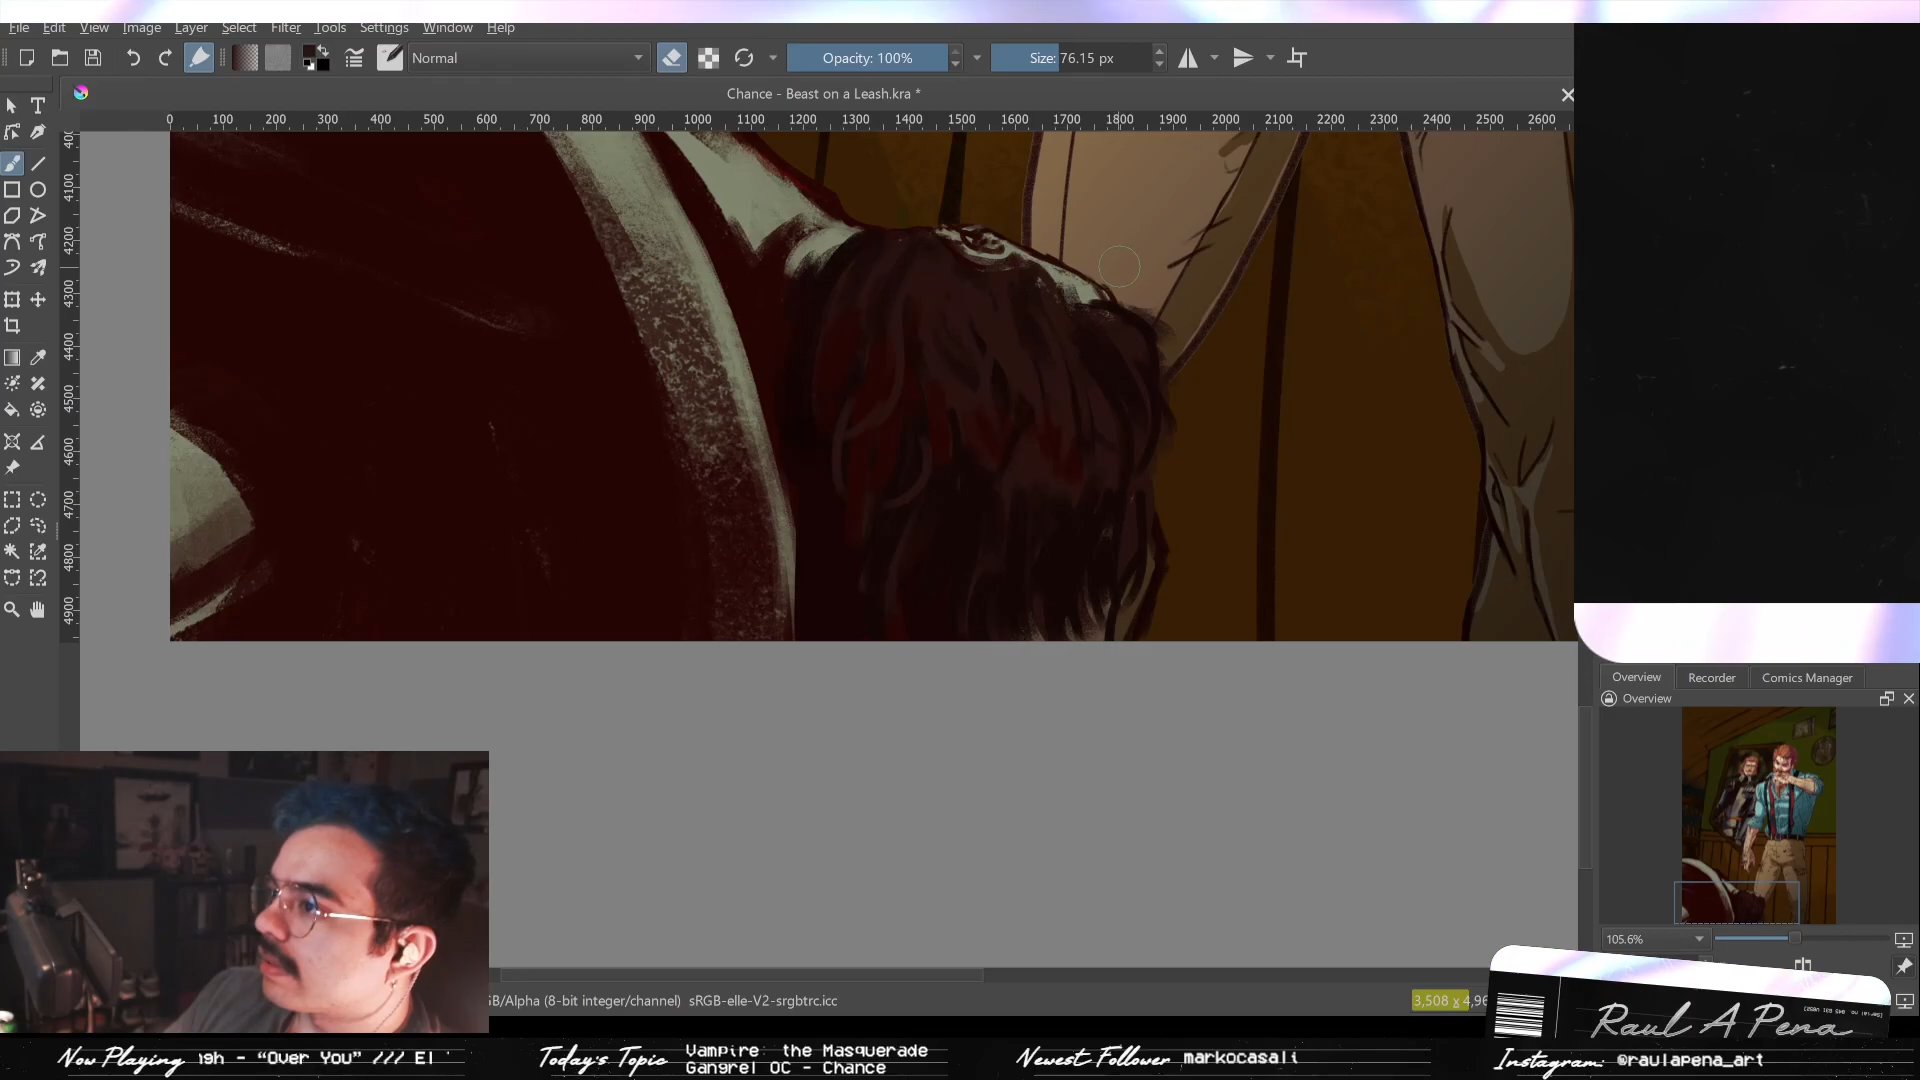 File Edit View Image Layer Select Filter Tools Settings Window Help
Normal
Opacity: 100%
Size: 76.15 px
Chance - Beast on a Leash.kra *
0 100 200 300 400 500 600 700 800 900 1000 1100 1200 1300 1400 1500 1600 1700 1800 1900 2000 2100 2200 2300 2400 2500 2600
4100
4200
4300
4400
4500
4600
4700
4800
4900
Overview Recorder Comics Manager
Overview
105.6%
GB/Alpha (8-bit integer/channel) sRGB-elle-V2-srgbtrc.icc
3,508 x 4,96
Raul A Pena
Now Playing
- "Over You" /// El
Today's Topic
Vampire: the Masquerade
Gangrel OC - Chance
Newest Follower markocasali
Instagram: @raulapena_art